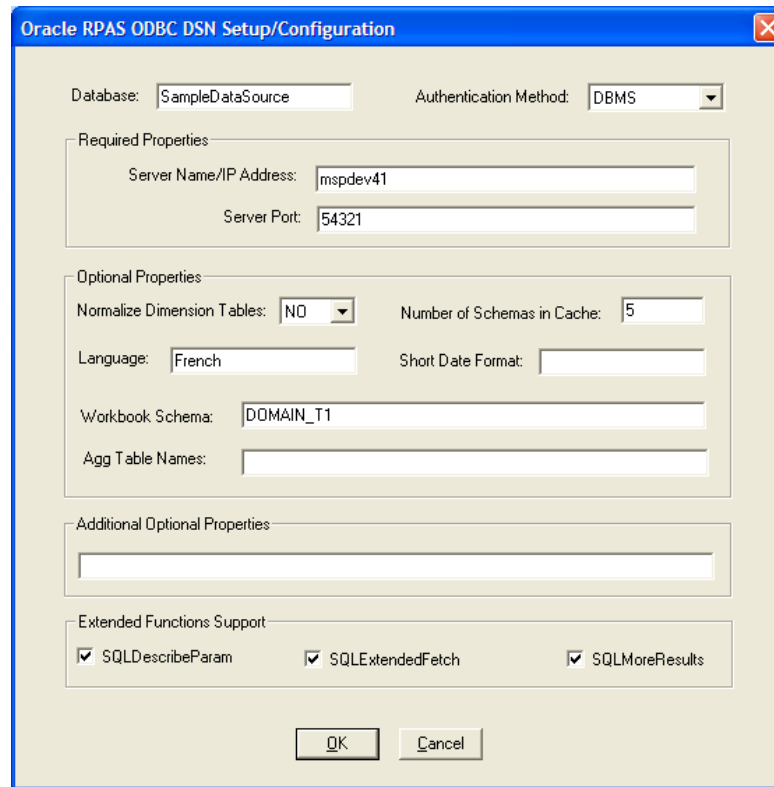 Oracle RPAS ODBC DSN Setup/Configuration
Database: SampleDataSource Authentication Method: DBMS
Required Properties
Server Name/IP Address: mspdev41
Server Port: 54321
Optional Properties
Normalize Dimension Tables: NO Number of Schemas in Cache: 5
Language: French Short Date Format:
Workbook Schema: DOMAIN_T1
Agg Table Names:
Additional Optional Properties
Extended Functions Support
SQLDescribeParam SQLExtendedFetch SQLMoreResults
OK Cancel